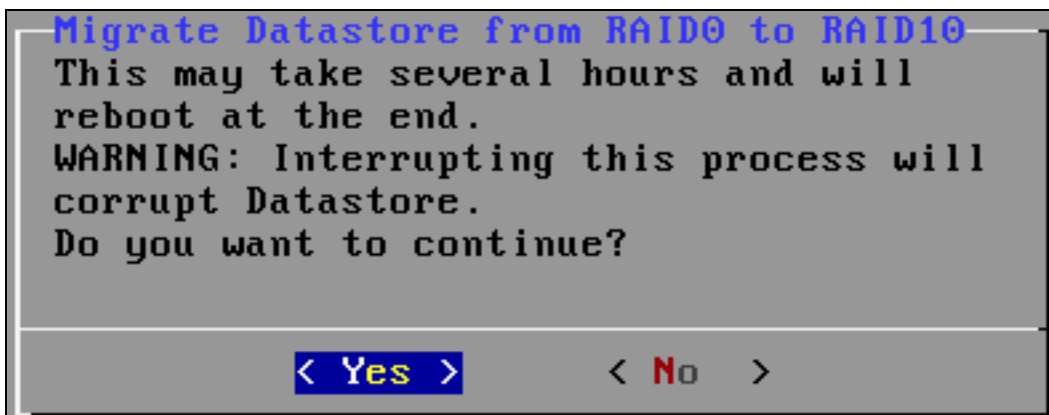 Migrate Datastore from RAID0 to RAID10
This may take several hours and will
reboot at the end.
WARNING: Interrupting this process will
corrupt Datastore.
Do you want to continue?
< Yes > < No >